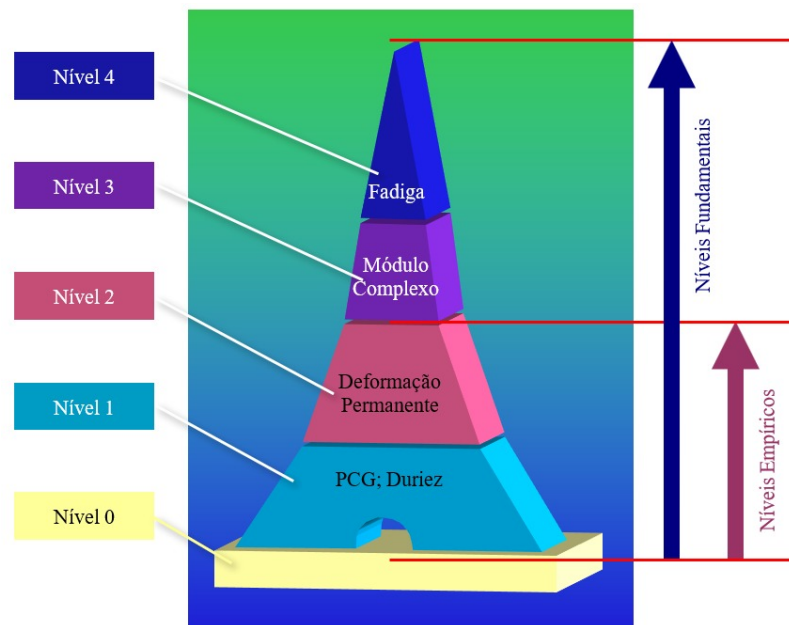 Nível 4
Nível 3
Nível 2
Nível 1
Nível 0
Fadiga
Módulo
Complexo
Deformação
Permanente
PCG; Duriez
Níveis Fundamentais
Níveis Empíricos